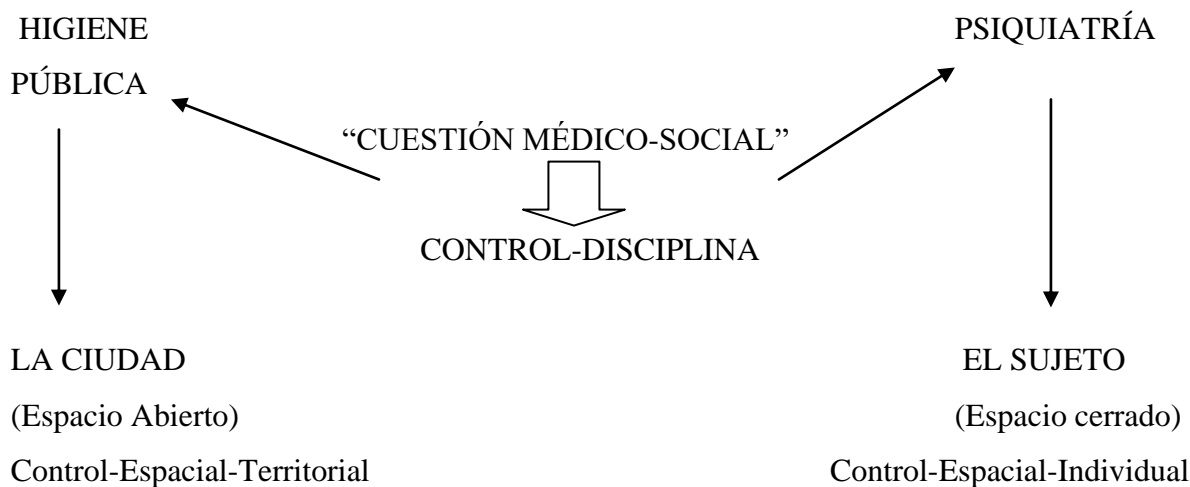 HIGIENE
PÚBLICA
PSIQUIATRÍA
“CUESTIÓN MÉDICO-SOCIAL”
CONTROL-DISCIPLINA
LA CIUDAD
(Espacio Abierto)
Control-Espacial-Territorial
EL SUJETO
(Espacio cerrado)
Control-Espacial-Individual